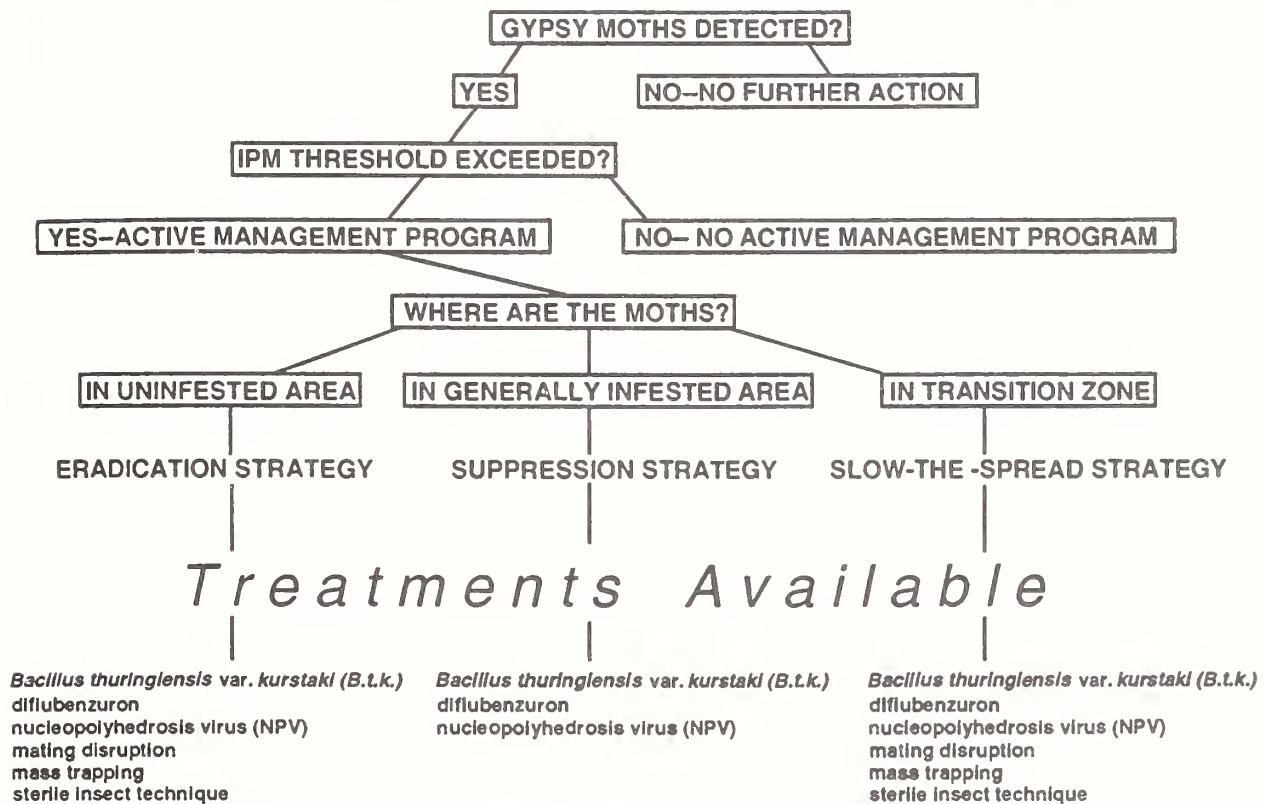 GYPSY MOTHS DETECTED?
YES
NO–NO FURTHER ACTION
IPM THRESHOLD EXCEEDED?
YES–ACTIVE MANAGEMENT PROGRAM
NO– NO ACTIVE MANAGEMENT PROGRAM
WHERE ARE THE MOTHS?
IN UNINFESTED AREA
IN GENERALLY INFESTED AREA
IN TRANSITION ZONE
ERADICATION STRATEGY
SUPPRESSION STRATEGY
SLOW-THE -SPREAD STRATEGY
Treatments Available
Bacillus thuringiensis var. kurstaki (B.t.k.)
diflubenzuron
nucleopolyhedrosis virus (NPV)
mating disruption
mass trapping
sterile insect technique
Bacillus thuringiensis var. kurstaki (B.t.k.)
diflubenzuron
nucleopolyhedrosis virus (NPV)
Bacillus thuringiensis var. kurstaki (B.t.k.)
diflubenzuron
nucleopolyhedrosis virus (NPV)
mating disruption
mass trapping
sterile insect technique